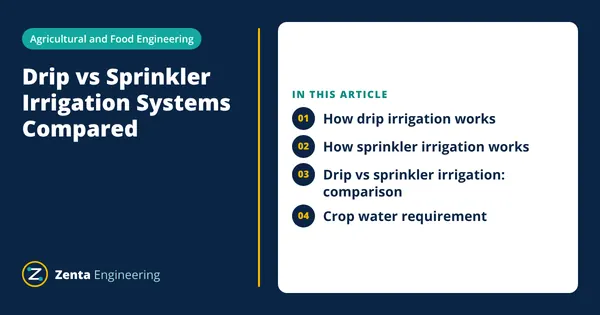 Agricultural and Food Engineering
Drip vs Sprinkler
Irrigation Systems
Compared
Zenta Engineering
IN THIS ARTICLE
01 How drip irrigation works
02 How sprinkler irrigation works
03 Drip vs sprinkler irrigation:
comparison
04 Crop water requirement